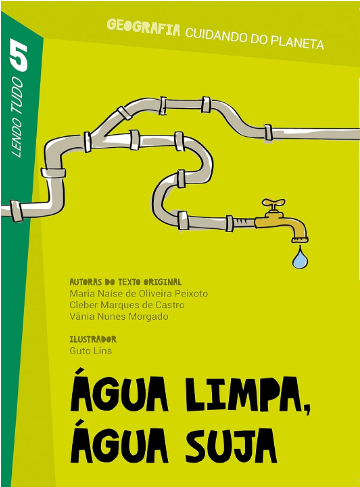 GEOGRAFIA CUIDANDO DO PLANETA
LENDO TUDO 5
AUTORAS DO TEXTO ORIGINAL
Maria Naise de Oliveira Peixoto
Cleber Marques de Castro
Vânia Nunes Morgado
ILUSTRADOR
Guto Lins
ÁGUA LIMPA,
ÁGUA SUJA